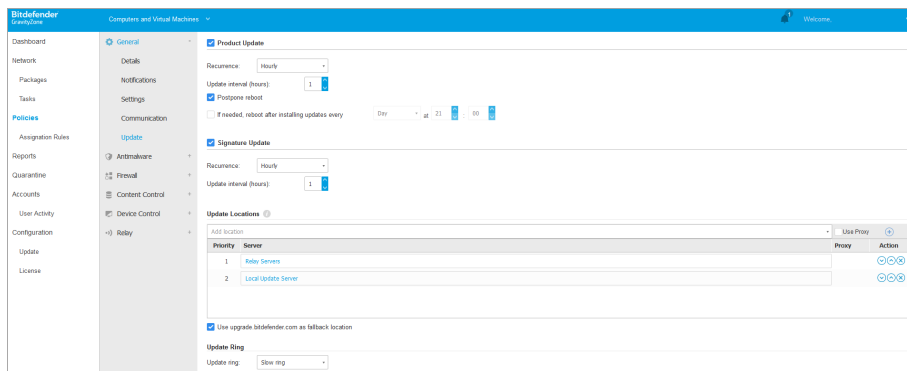 Bitdefender
GravityZone
Computers and Virtual Machines
1
Welcome,
Dashboard
Network
Packages
Tasks
Policies
Assignation Rules
Reports
Quarantine
Accounts
User Activity
Configuration
Update
License
General
Details
Notifications
Settings
Communication
Update
Antimalware +
Firewall +
Content Control +
Device Control +
Relay +
Product Update
Recurrence: Hourly
Update interval (hours): 1
Postpone reboot
If needed, reboot after installing updates every Day at 21 : 00
Signature Update
Recurrence: Hourly
Update interval (hours): 1
Update Locations
Add location Use Proxy
Priority Server Proxy Action
1 Relay Servers
2 Local Update Server
Use upgrade.bitdefender.com as fallback location
Update Ring
Update ring: Slow ring